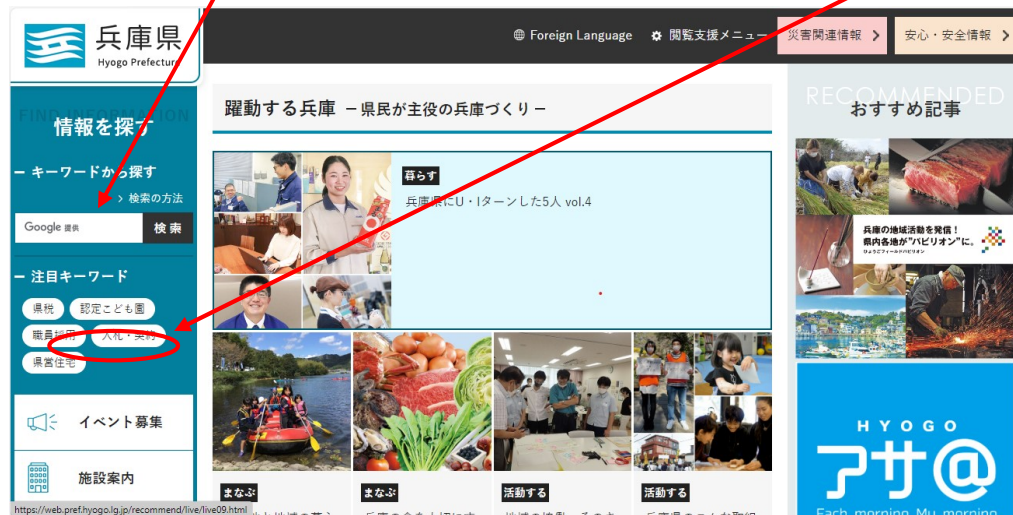 兵庫県
Hyogo Prefecture
Foreign Language
閲覧支援メニュー
災害関連情報
安心・安全情報
FIND INFORMATION
情報を探す
キーワードから探す
> 検索の方法
Google 提供
検索
注目キーワード
県税
認定こども園
職員採用
入札・契約
県営住宅
イベント募集
施設案内
躍動する兵庫 －県民が主役の兵庫づくり－
暮らす
兵庫県にU・Iターンした5人 vol.4
まなぶ
まなぶ
活動する
活動する
RECOMMENDED
おすすめ記事
兵庫の地域活動を発信！
県内各地が"パビリオン"に。
ひょうごフィールドパビリオン
HYOGO
アサ@
Each morning My morning
https://web.pref.hyogo.lg.jp/recommend/live/live09.html